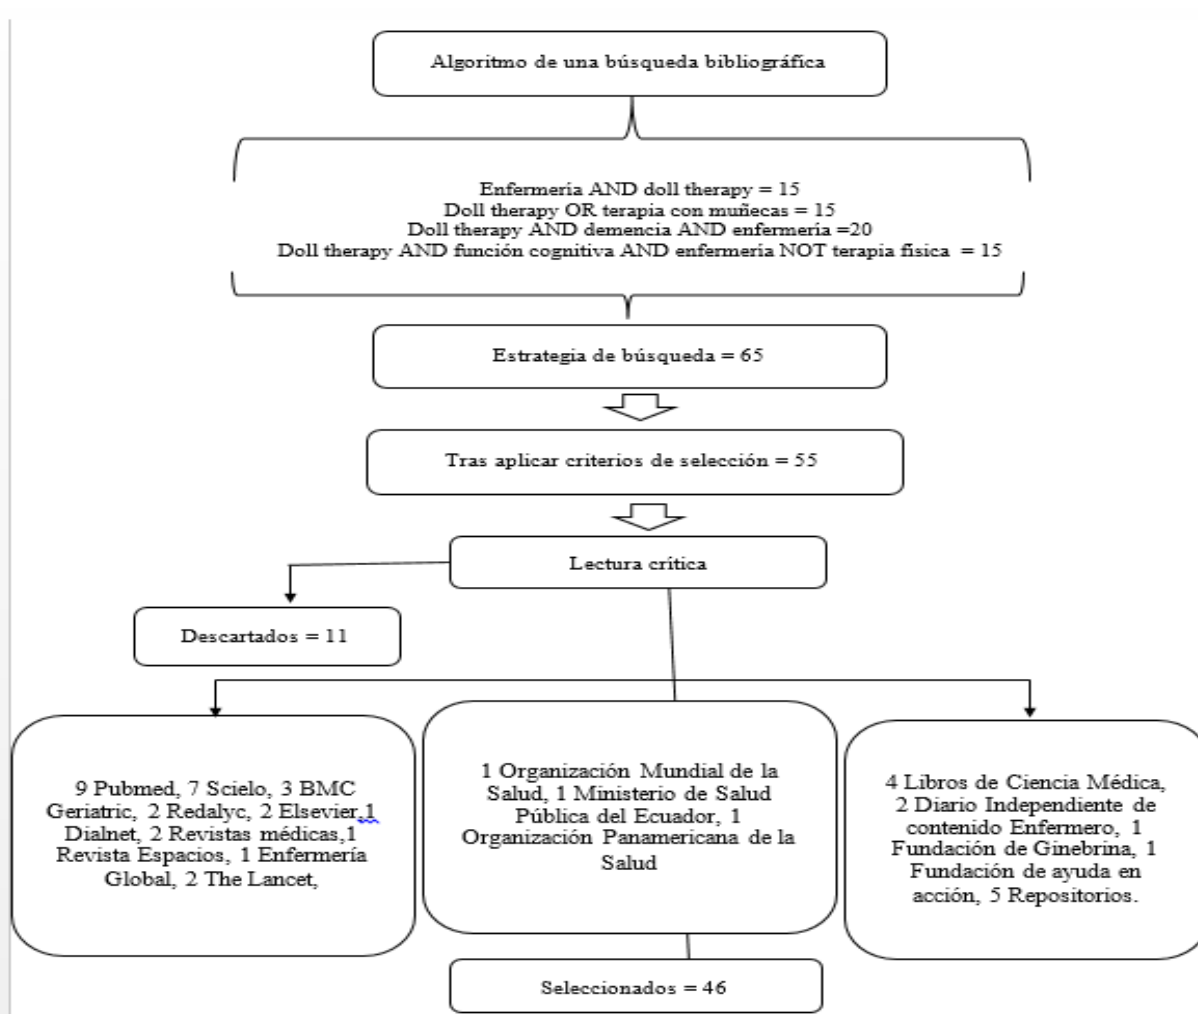 Algoritmo de una búsqueda bibliográfica
Enfermería AND doll therapy = 15
Doll therapy OR terapia con muñecas = 15
Doll therapy AND demencia AND enfermería =20
Doll therapy AND función cognitiva AND enfermería NOT terapia física = 15
Estrategia de búsqueda = 65
Tras aplicar criterios de selección = 55
Lectura crítica
Descartados = 11
9 Pubmed, 7 Scielo, 3 BMC
Geriatric, 2 Redalyc, 2 Elsevier,1
Dialnet, 2 Revistas médicas,1
Revista Espacios, 1 Enfermería
Global, 2 The Lancet,
1 Organización Mundial de la
Salud, 1 Ministerio de Salud
Pública del Ecuador, 1
Organización Panamericana de la
Salud
4 Libros de Ciencia Médica,
2 Diario Independiente de
contenido Enfermero, 1
Fundación de Ginebrina, 1
Fundación de ayuda en
acción, 5 Repositorios.
Seleccionados = 46